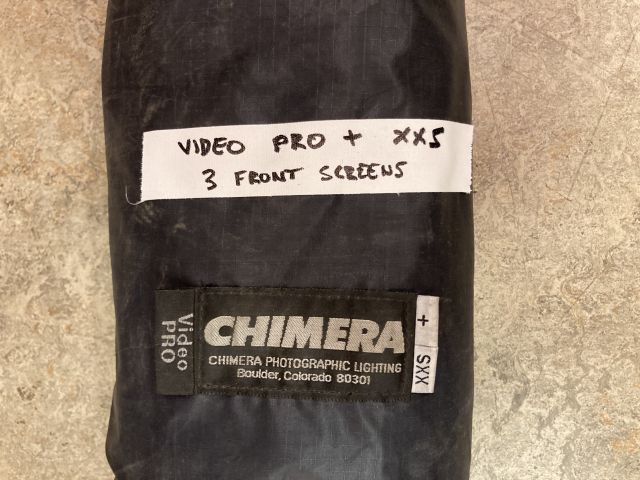 VIDEO PRO + XXS
3 FRONT SCREENS
Video
PRO
CHIMERA
CHIMERA PHOTOGRAPHIC LIGHTING
Boulder, Colorado 80301
+ XXS